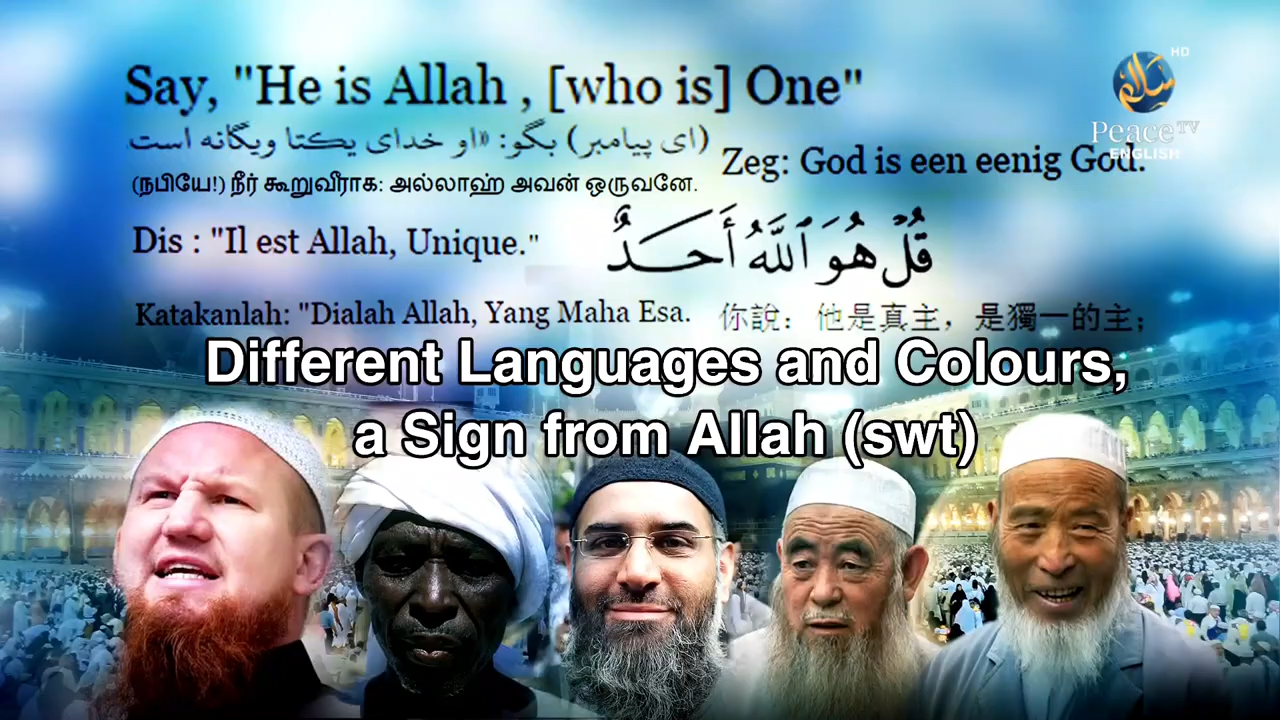 Say, "He is Allah , [who is] One"
(ای پیامبر) بگو: «او خدای یکتا ویگانه است
Zeg: God is een eenig God.
(நபியே!) நீர் கூறுவீராக: அல்லாஹ் அவன் ஒருவனே.
Dis : "Il est Allah, Unique."
قُلْ هُوَ ٱللَّهُ أَحَدٌ
Katakanlah: "Dialah Allah, Yang Maha Esa.
你說：他是真主，是獨一的主；
Different Languages and Colours,
a Sign from Allah (swt)
HD
سلام
Peace TV
ENGLISH